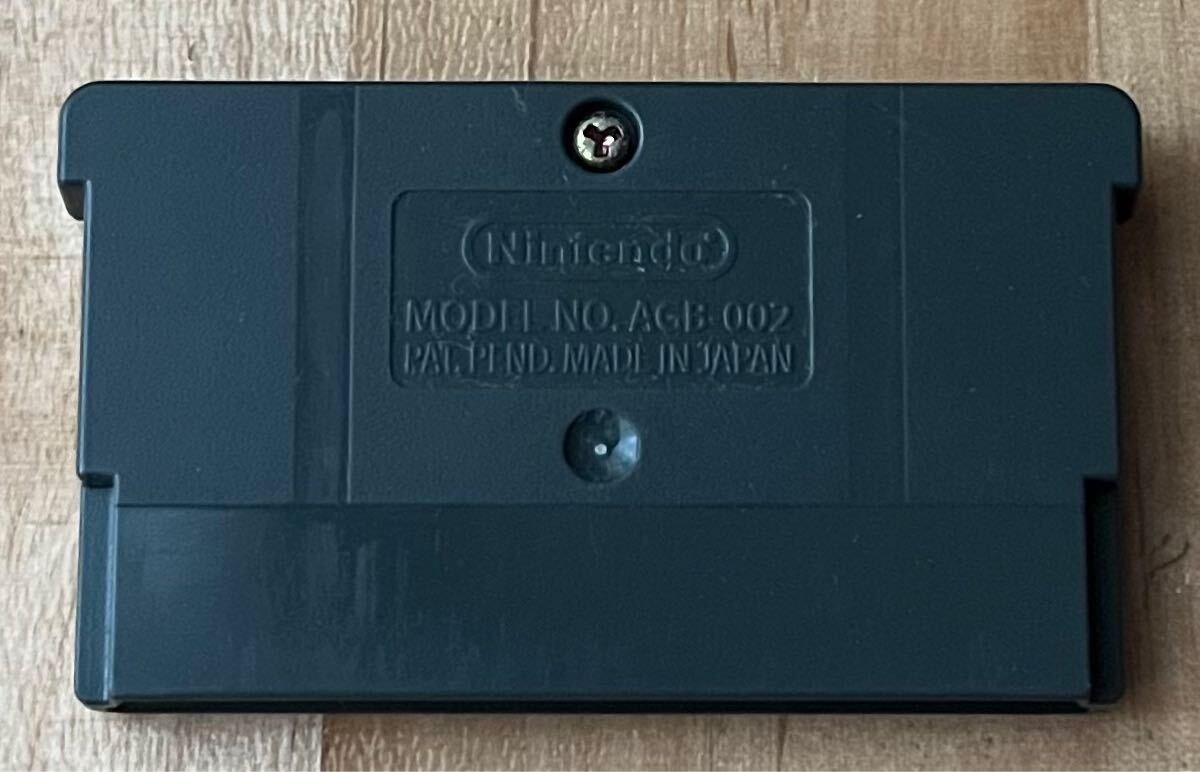 Nintendo
MODEL NO. AGB-002
PAT. PEND. MADE IN JAPAN